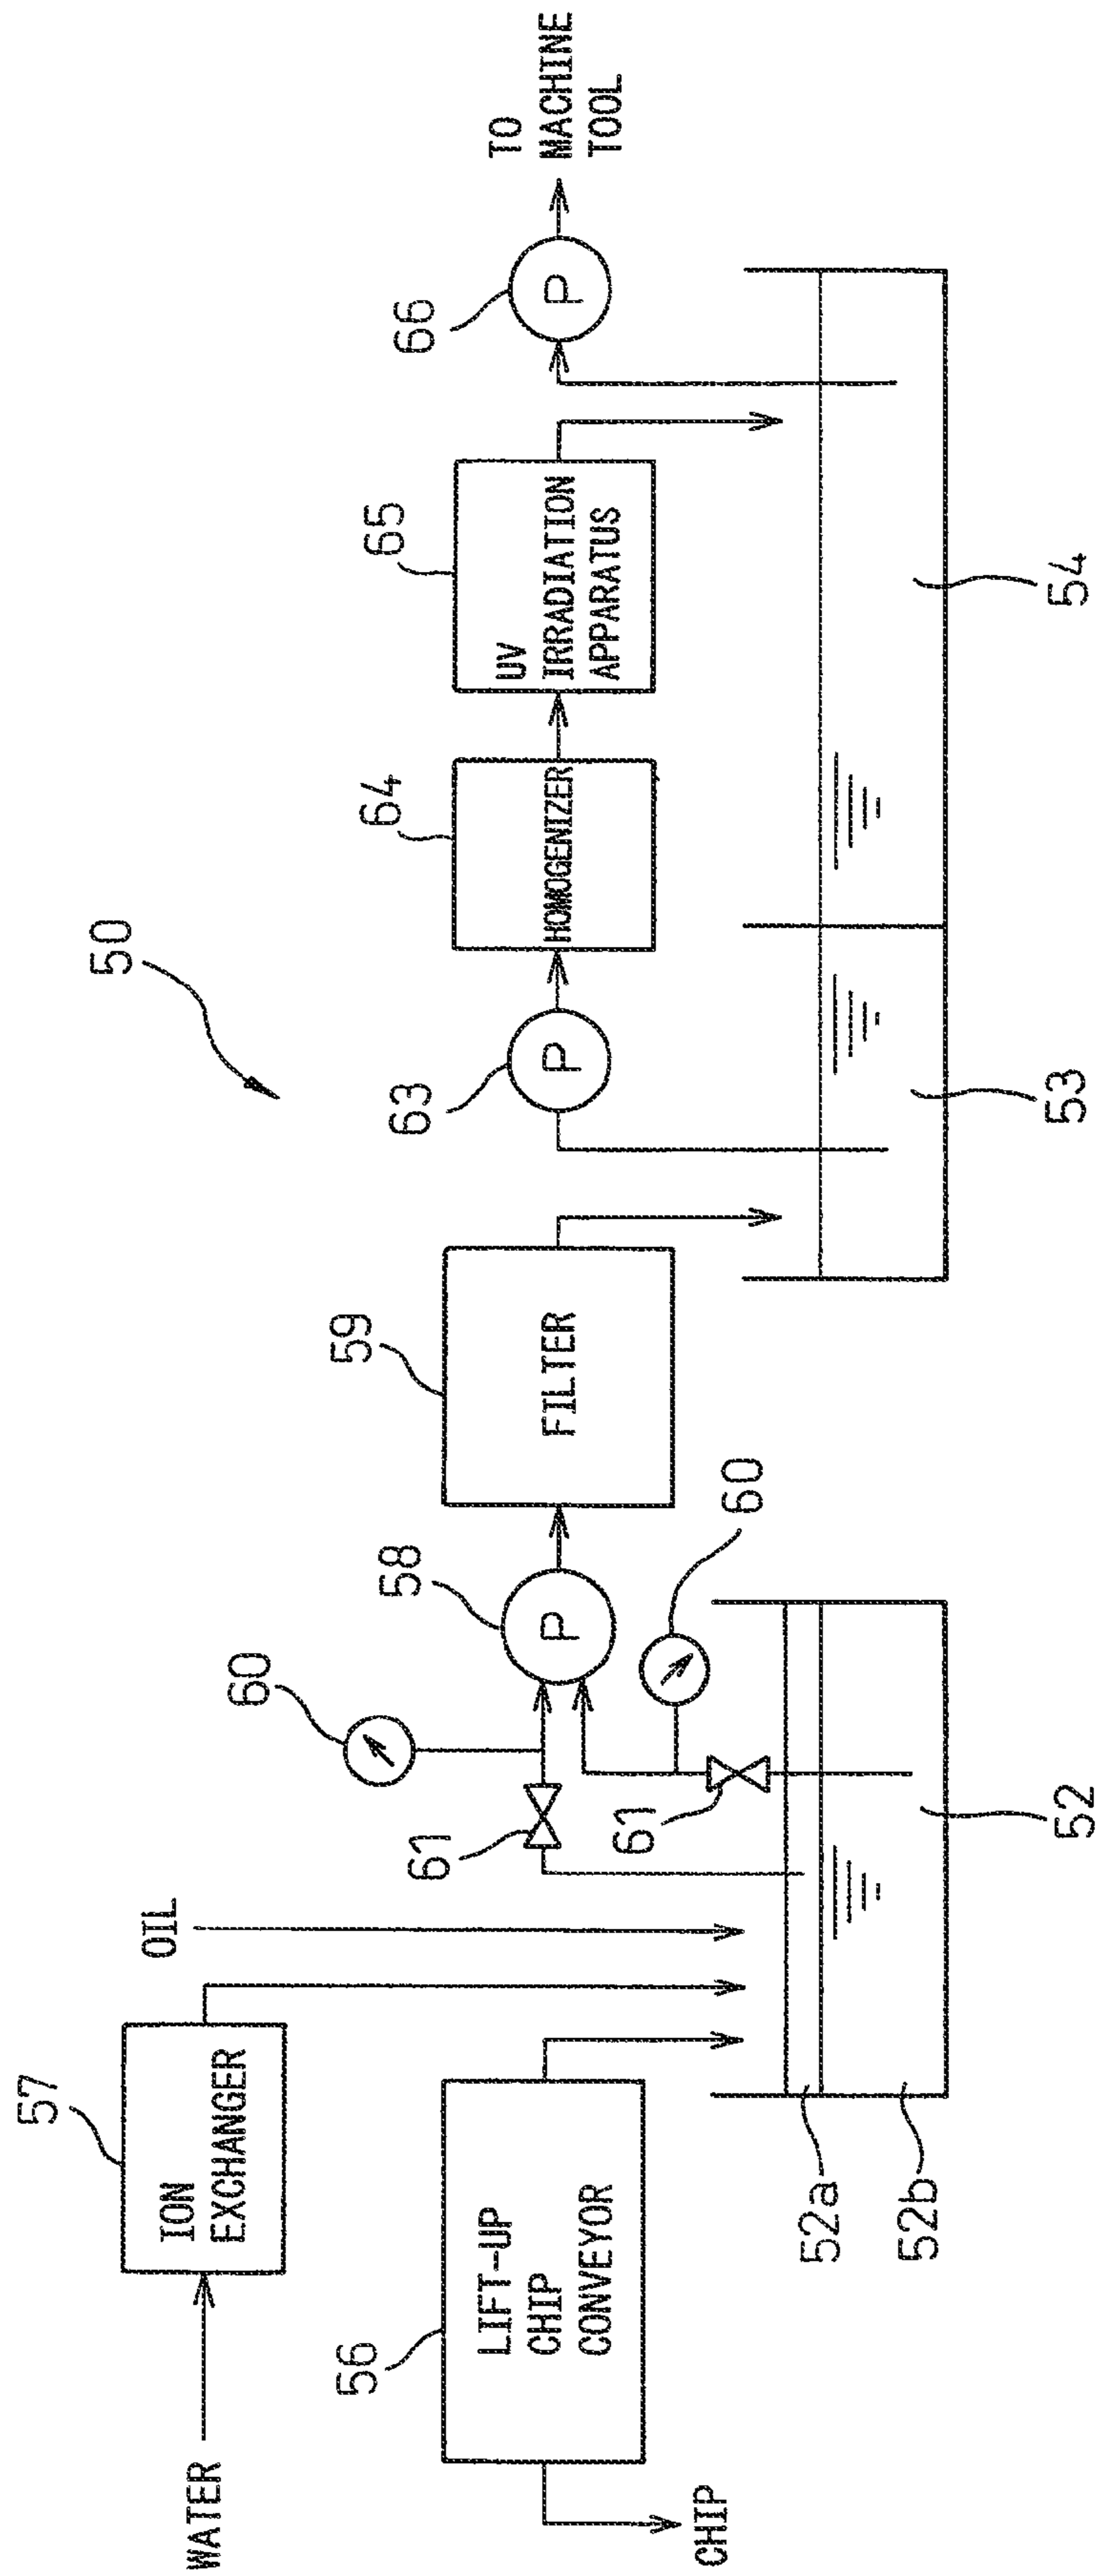 50
WATER
ION
EXCHANGER
57
OIL
56
LIFT-UP
CHIP
CONVEYOR
CHIP
60
61
58
P
60
61
59
FILTER
63
P
64
HOMOGENIZER
65
UV
IRRADIATION
APPARATUS
66
P
TO
MACHINE
TOOL
52a
52b
52
53
54